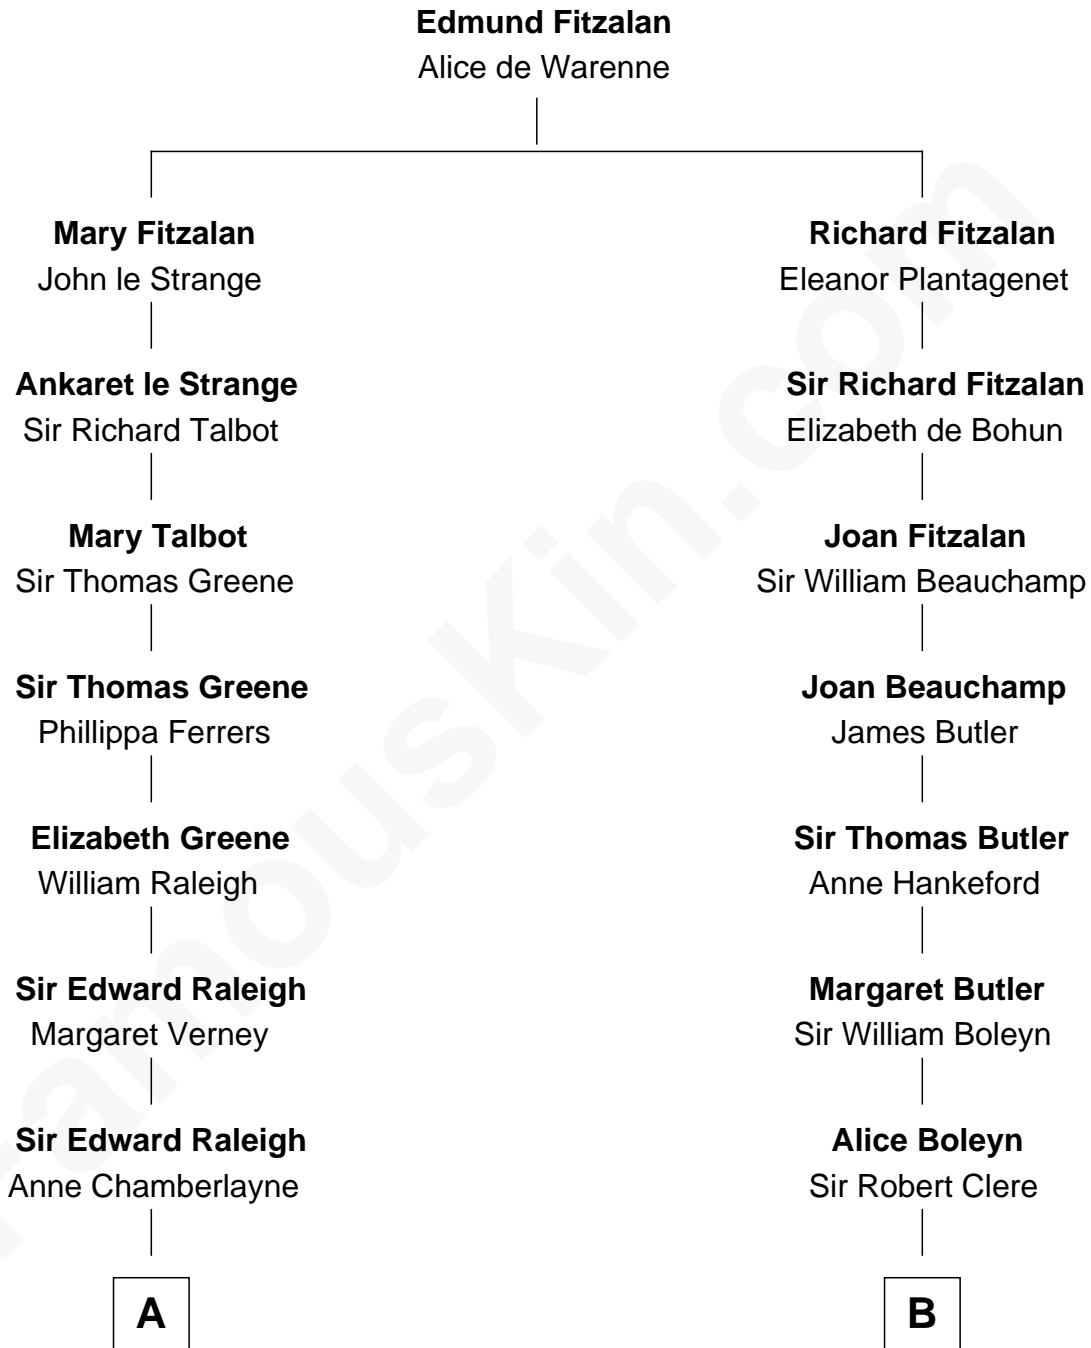 Edmund Fitzalan
Alice de Warenne
Mary Fitzalan
John le Strange
Richard Fitzalan
Eleanor Plantagenet
Ankaret le Strange
Sir Richard Talbot
Sir Richard Fitzalan
Elizabeth de Bohun
Mary Talbot
Sir Thomas Greene
Joan Fitzalan
Sir William Beauchamp
Sir Thomas Greene
Phillippa Ferrers
Joan Beauchamp
James Butler
Elizabeth Greene
William Raleigh
Sir Thomas Butler
Anne Hankeford
Sir Edward Raleigh
Margaret Verney
Margaret Butler
Sir William Boleyn
Sir Edward Raleigh
Anne Chamberlayne
Alice Boleyn
Sir Robert Clere
A
B
FamousKin.com